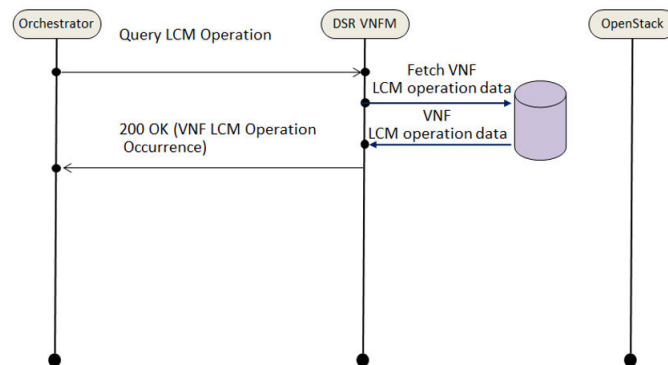 Orchestrator
DSR VNFM
OpenStack
Query LCM Operation
Fetch VNF
LCM operation data
VNF
LCM operation data
200 OK (VNF LCM Operation
Occurrence)